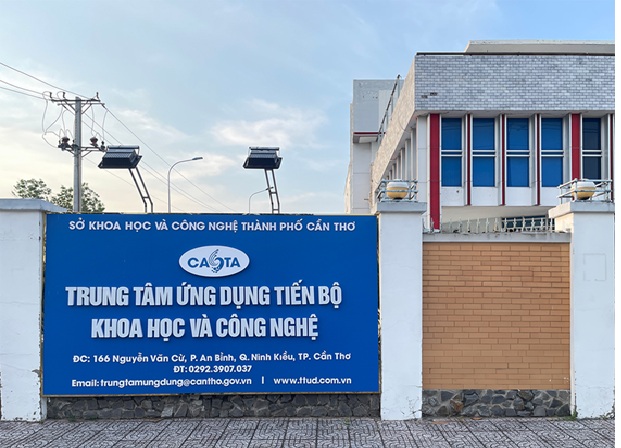 SỞ KHOA HỌC VÀ CÔNG NGHỆ THÀNH PHỐ CẦN THƠ
CASTA
TRUNG TÂM ỨNG DỤNG TIẾN BỘ
KHOA HỌC VÀ CÔNG NGHỆ
ĐC: 166 Nguyễn Văn Cừ, P. An Bình, Q. Ninh Kiều, TP. Cần Thơ
ĐT: 0292.3907.037
Email: trungtamungdung@cantho.gov.vn | www.ttud.com.vn